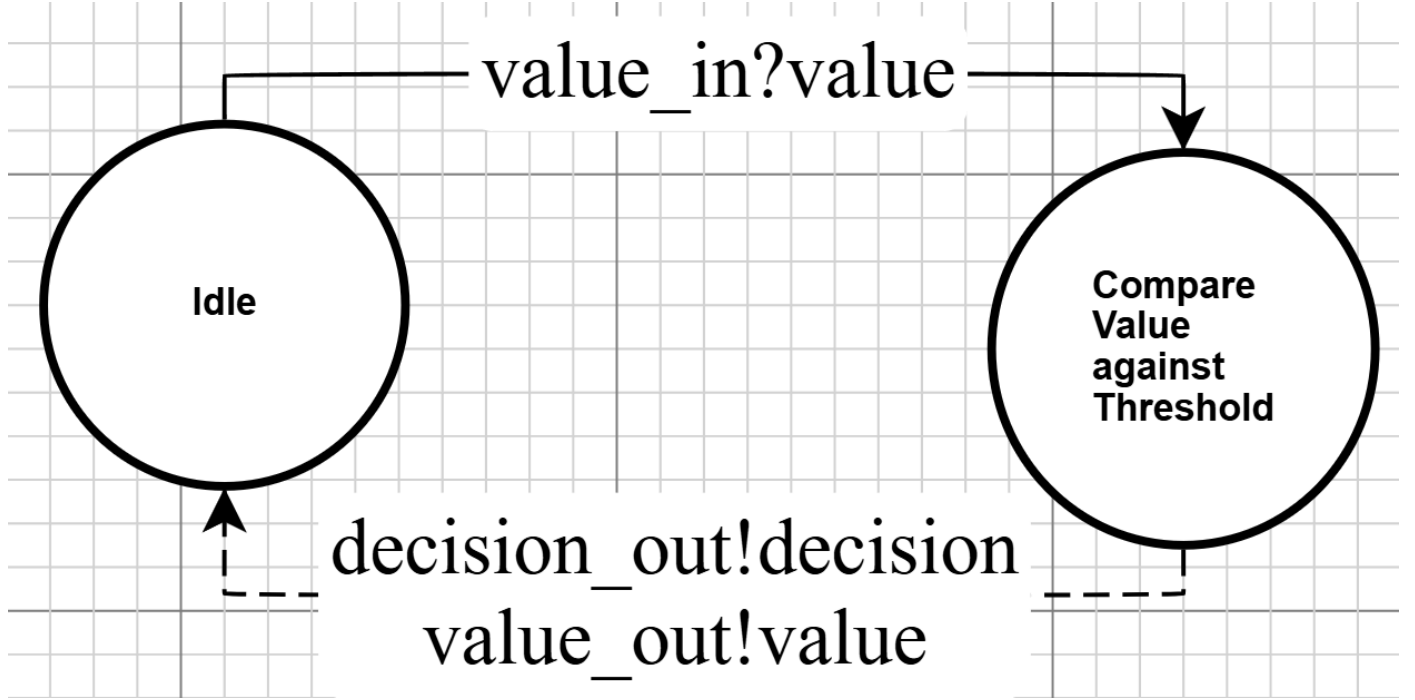 value_in?value
Idle
Compare
Value
against
Threshold
decision_out!decision
value_out!value